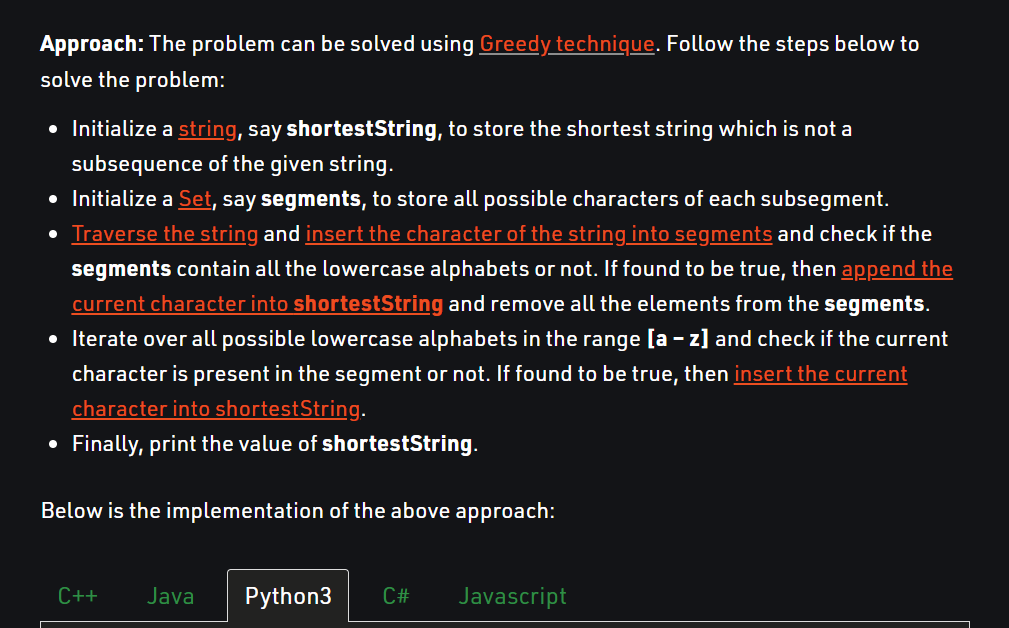 Approach: The problem can be solved using Greedy technique. Follow the steps below to
solve the problem:
• Initialize a string, say shortestString, to store the shortest string which is not a
subsequence of the given string.
• Initialize a Set, say segments, to store all possible characters of each subsegment.
• Traverse the string and insert the character of the string into segments and check if the
segments contain all the lowercase alphabets or not. If found to be true, then append the
current character into shortestString and remove all the elements from the segments.
• Iterate over all possible lowercase alphabets in the range [a – z] and check if the current
character is present in the segment or not. If found to be true, then insert the current
character into shortestString.
• Finally, print the value of shortestString.
Below is the implementation of the above approach:
C++ Java Python3 C# Javascript